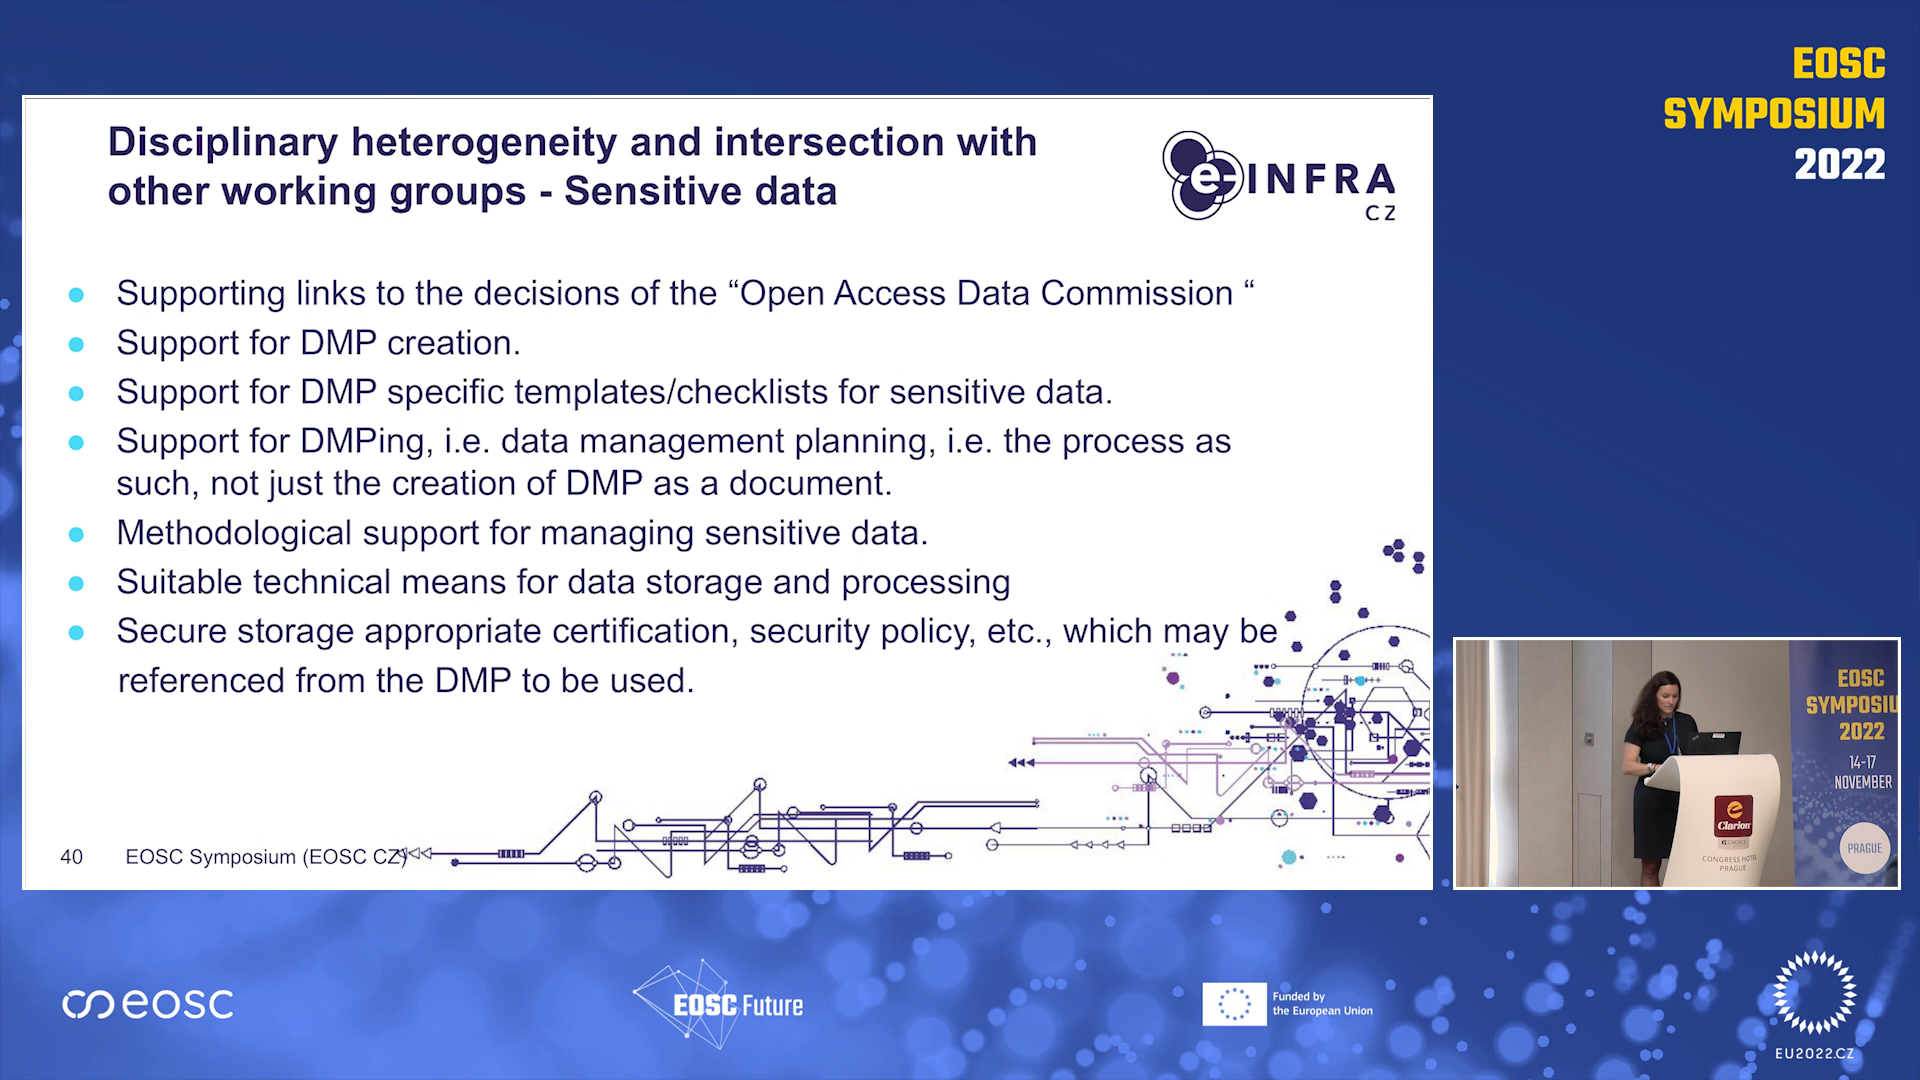 EOSC
SYMPOSIUM
2022
Disciplinary heterogeneity and intersection with
other working groups - Sensitive data
e-INFRA
CZ
● Supporting links to the decisions of the “Open Access Data Commission “
● Support for DMP creation.
● Support for DMP specific templates/checklists for sensitive data.
● Support for DMPing, i.e. data management planning, i.e. the process as
such, not just the creation of DMP as a document.
● Methodological support for managing sensitive data.
● Suitable technical means for data storage and processing
● Secure storage appropriate certification, security policy, etc., which may be
referenced from the DMP to be used.
40 EOSC Symposium (EOSC CZ)
EOSC
SYMPOSIU
2022
14-17
NOVEMBER
PRAGUE
Clarion
CONGRESS HOTEL
PRAGUE
eosc
EOSC Future
Funded by
the European Union
EU2022.CZ